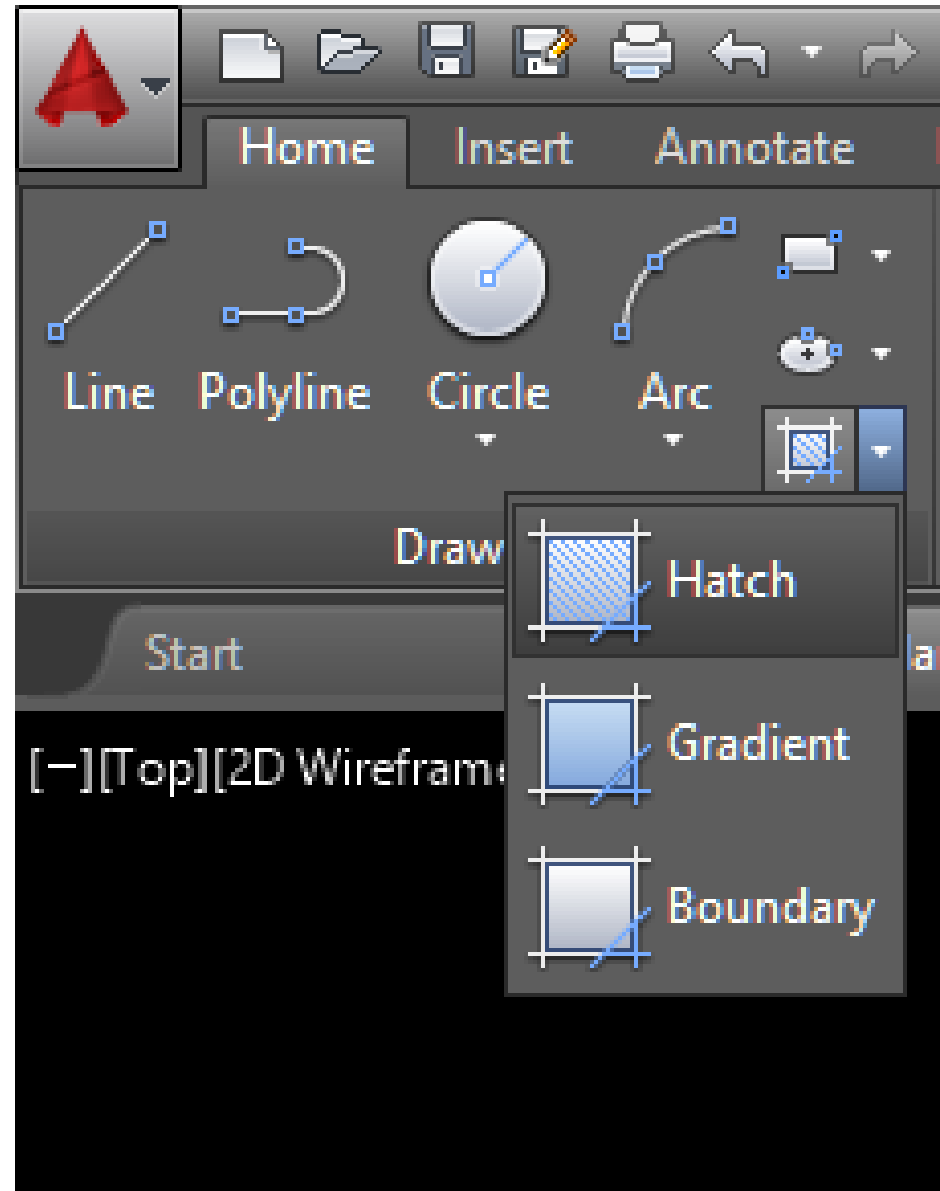 Home Insert Annotate
Line Polyline Circle Arc
Draw
Hatch
Start
Gradient
[−][Top][2D Wireframe
Boundary